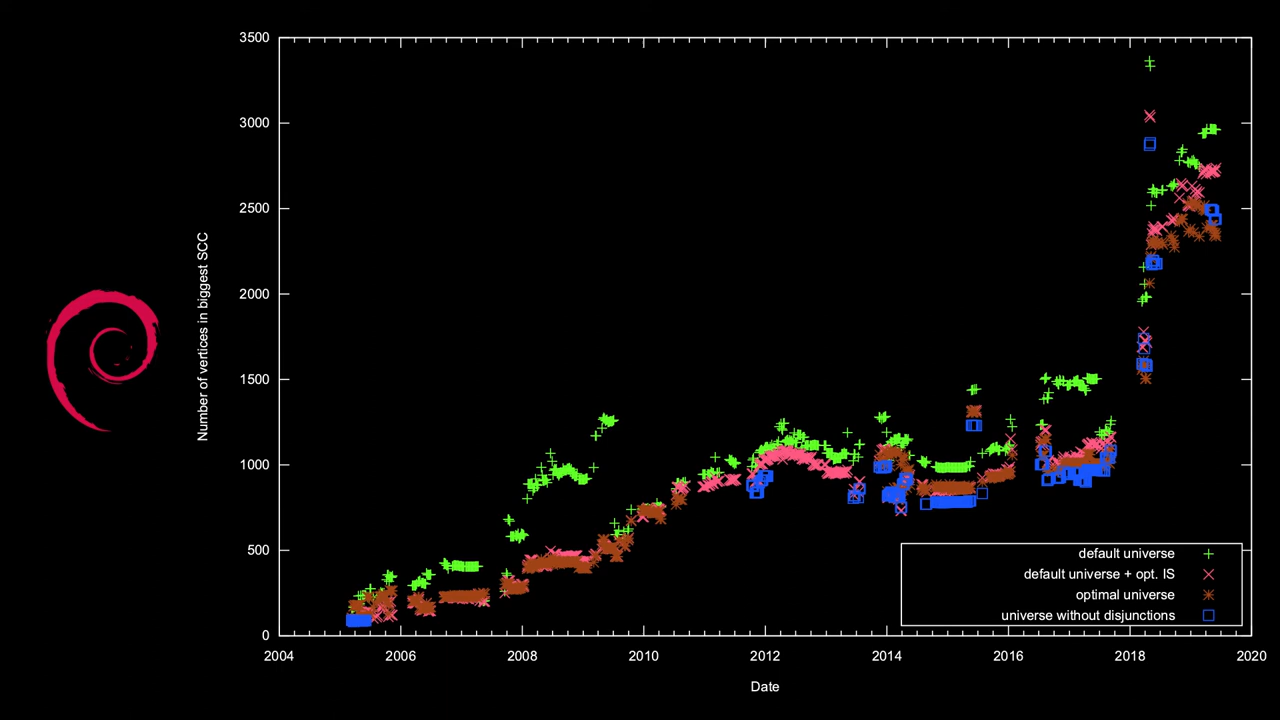 3500
3000
2500
2000
1500
1000
500
0
Number of vertices in biggest SCC
default universe
default universe + opt. IS
optimal universe
universe without disjunctions
2004 2006 2008 2010 2012 2014 2016 2018 2020
Date